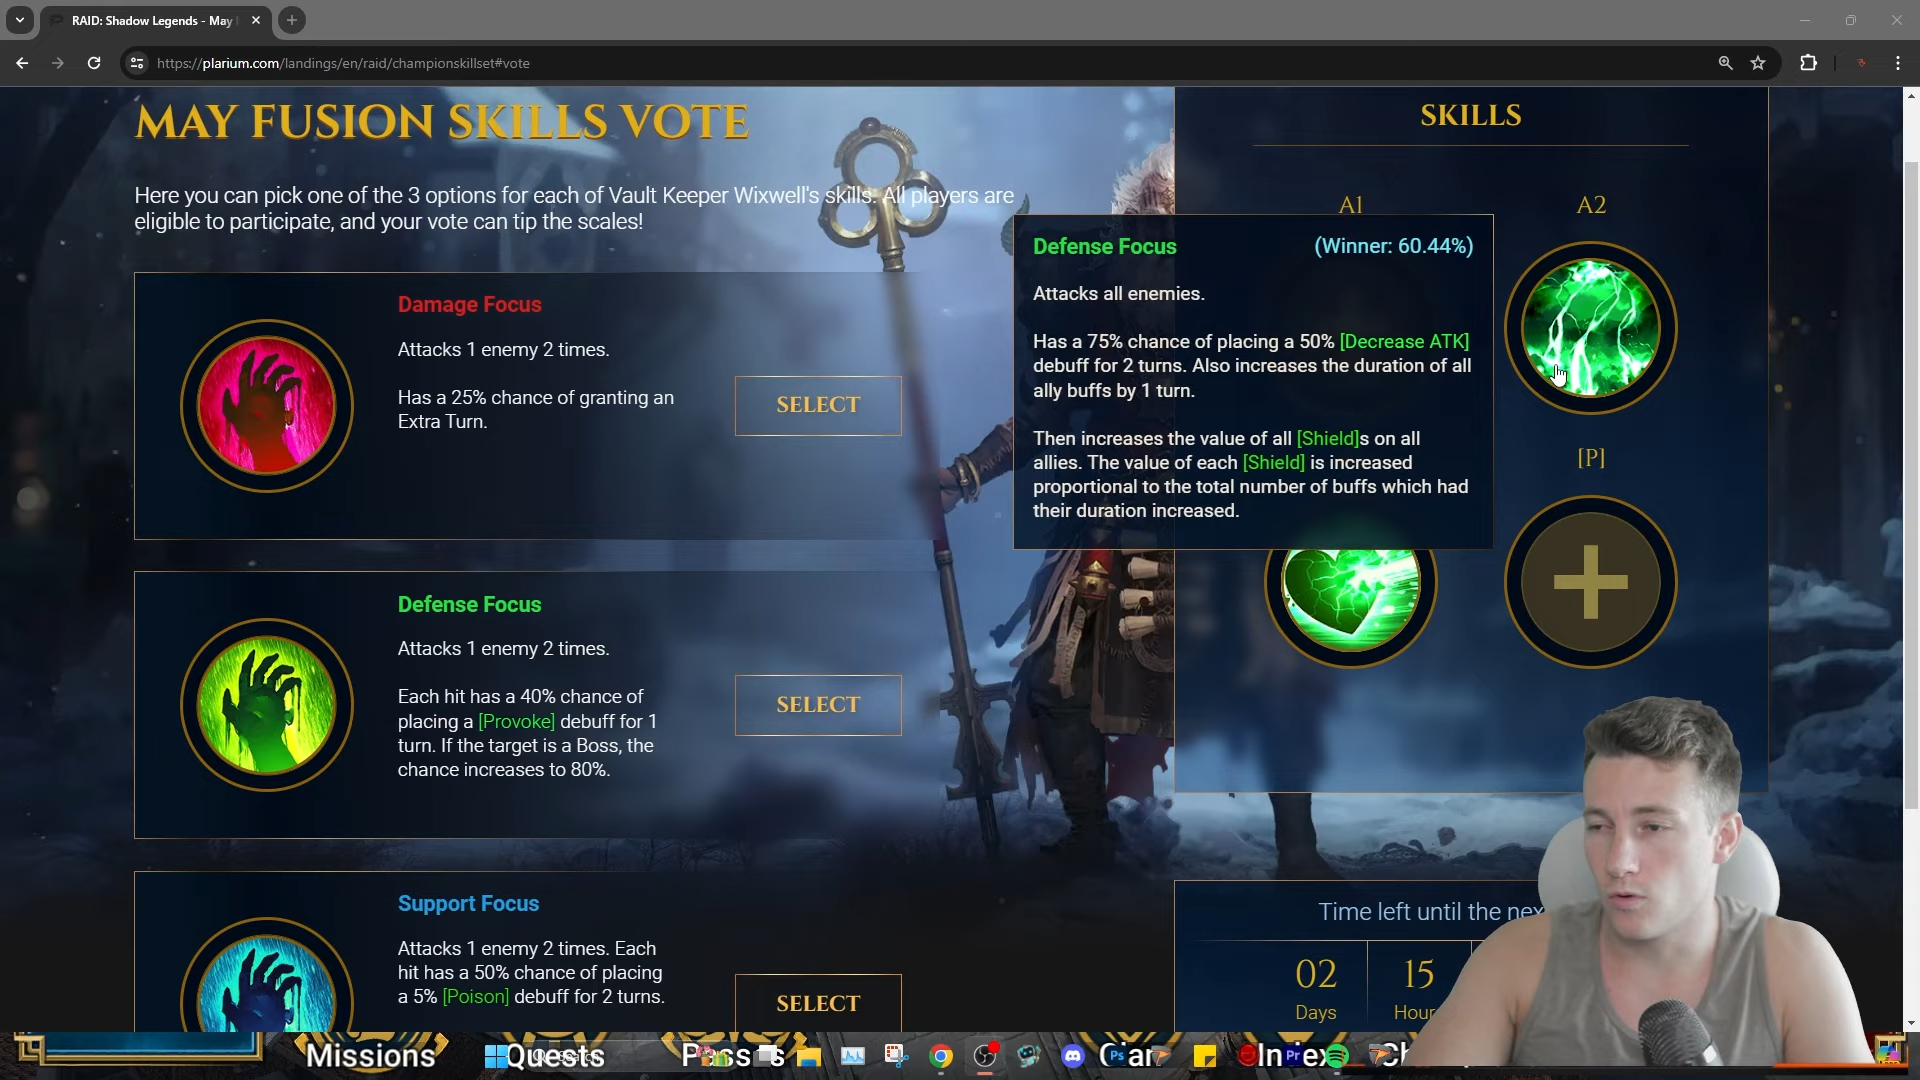 RAID: Shadow Legends - May
https://plarium.com/landings/en/raid/championskillset#vote
MAY FUSION SKILLS VOTE
Here you can pick one of the 3 options for each of Vault Keeper Wixwell's skills. All players are
eligible to participate, and your vote can tip the scales!
Damage Focus
Attacks 1 enemy 2 times.
Has a 25% chance of granting an
Extra Turn.
SELECT
Defense Focus
Attacks 1 enemy 2 times.
Each hit has a 40% chance of
placing a [Provoke] debuff for 1
turn. If the target is a Boss, the
chance increases to 80%.
SELECT
Support Focus
Attacks 1 enemy 2 times. Each
hit has a 50% chance of placing
a 5% [Poison] debuff for 2 turns.
SELECT
SKILLS
A1
A2
Defense Focus (Winner: 60.44%)
Attacks all enemies.
Has a 75% chance of placing a 50% [Decrease ATK]
debuff for 2 turns. Also increases the duration of all
ally buffs by 1 turn.
Then increases the value of all [Shield]s on all
allies. The value of each [Shield] is increased
proportional to the total number of buffs which had
their duration increased.
[P]
Time left until the nex
02
15
Days
Hour
Missions
Quests
Index
Ps
Pr